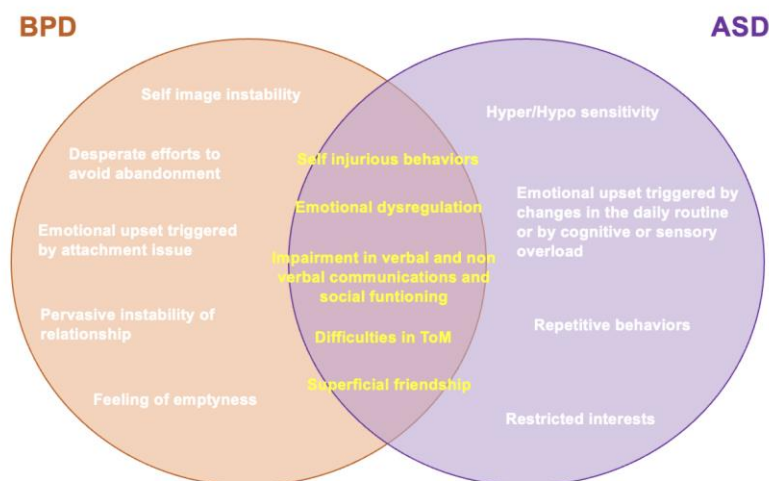 BPD
ASD
Self image instability
Desperate efforts to
avoid abandonment
Emotional upset triggered
by attachment issue
Pervasive instability of
relationship
Feeling of emptyness
Self injurious behaviors
Emotional dysregulation
Impairment in verbal and non
verbal communications and
social funtioning
Difficulties in ToM
Superficial friendship
Hyper/Hypo sensitivity
Emotional upset triggered by
changes in the daily routine
or by cognitive or sensory
overload
Repetitive behaviors
Restricted interests